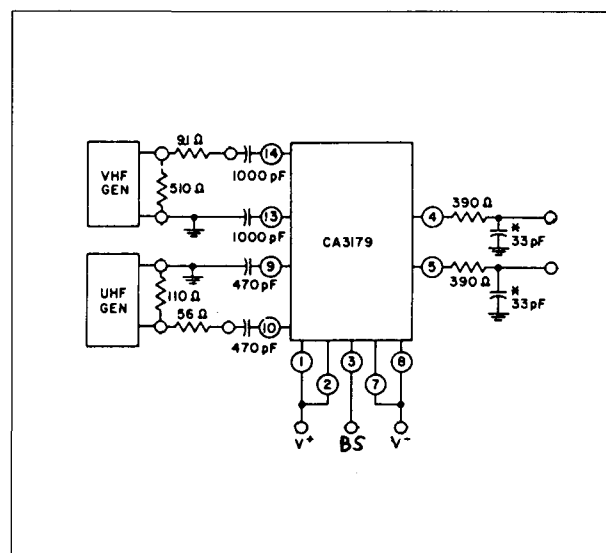 VHF GEN
91 Ω
510 Ω
1000 pF
14
13
1000 pF
UHF GEN
110 Ω
56 Ω
9
470 pF
10
470 pF
CA3179
4
390 Ω
*
33 pF
5
390 Ω
*
33 pF
1
2
3
7
8
V+
BS
V-